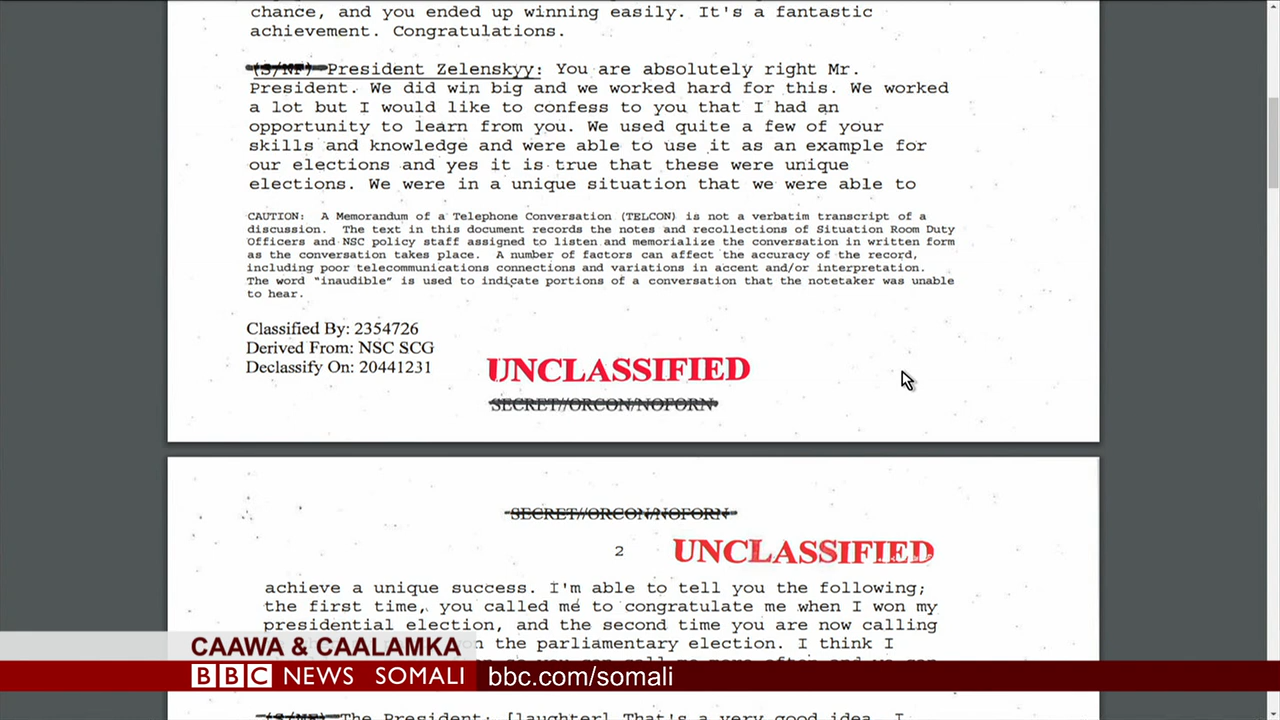 chance, and you ended up winning easily. It's a fantastic
achievement. Congratulations.
(S/NF) President Zelenskyy: You are absolutely right Mr.
President. We did win big and we worked hard for this. We worked
a lot but I would like to confess to you that I had an
opportunity to learn from you. We used quite a few of your
skills and knowledge and were able to use it as an example for
our elections and yes it is true that these were unique
elections. We were in a unique situation that we were able to
CAUTION: A Memorandum of a Telephone Conversation (TELCON) is not a verbatim transcript of a
discussion. The text in this document records the notes and recollections of Situation Room Duty
Officers and NSC policy staff assigned to listen and memorialize the conversation in written form
as the conversation takes place. A number of factors can affect the accuracy of the record,
including poor telecommunications connections and variations in accent and/or interpretation.
The word "inaudible" is used to indicate portions of a conversation that the notetaker was unable
to hear.
Classified By: 2354726
Derived From: NSC SCG
Declassify On: 20441231
UNCLASSIFIED
SECRET//ORCON/NOFORN
SECRET//ORCON/NOFORN
2
UNCLASSIFIED
achieve a unique success. I'm able to tell you the following;
the first time, you called me to congratulate me when I won my
presidential election, and the second time you are now calling
on the parliamentary election. I think I
CAAWA & CAALAMKA
BBC NEWS SOMALI bbc.com/somali
(S/NF) The President: [laughter] That's a very good idea. I